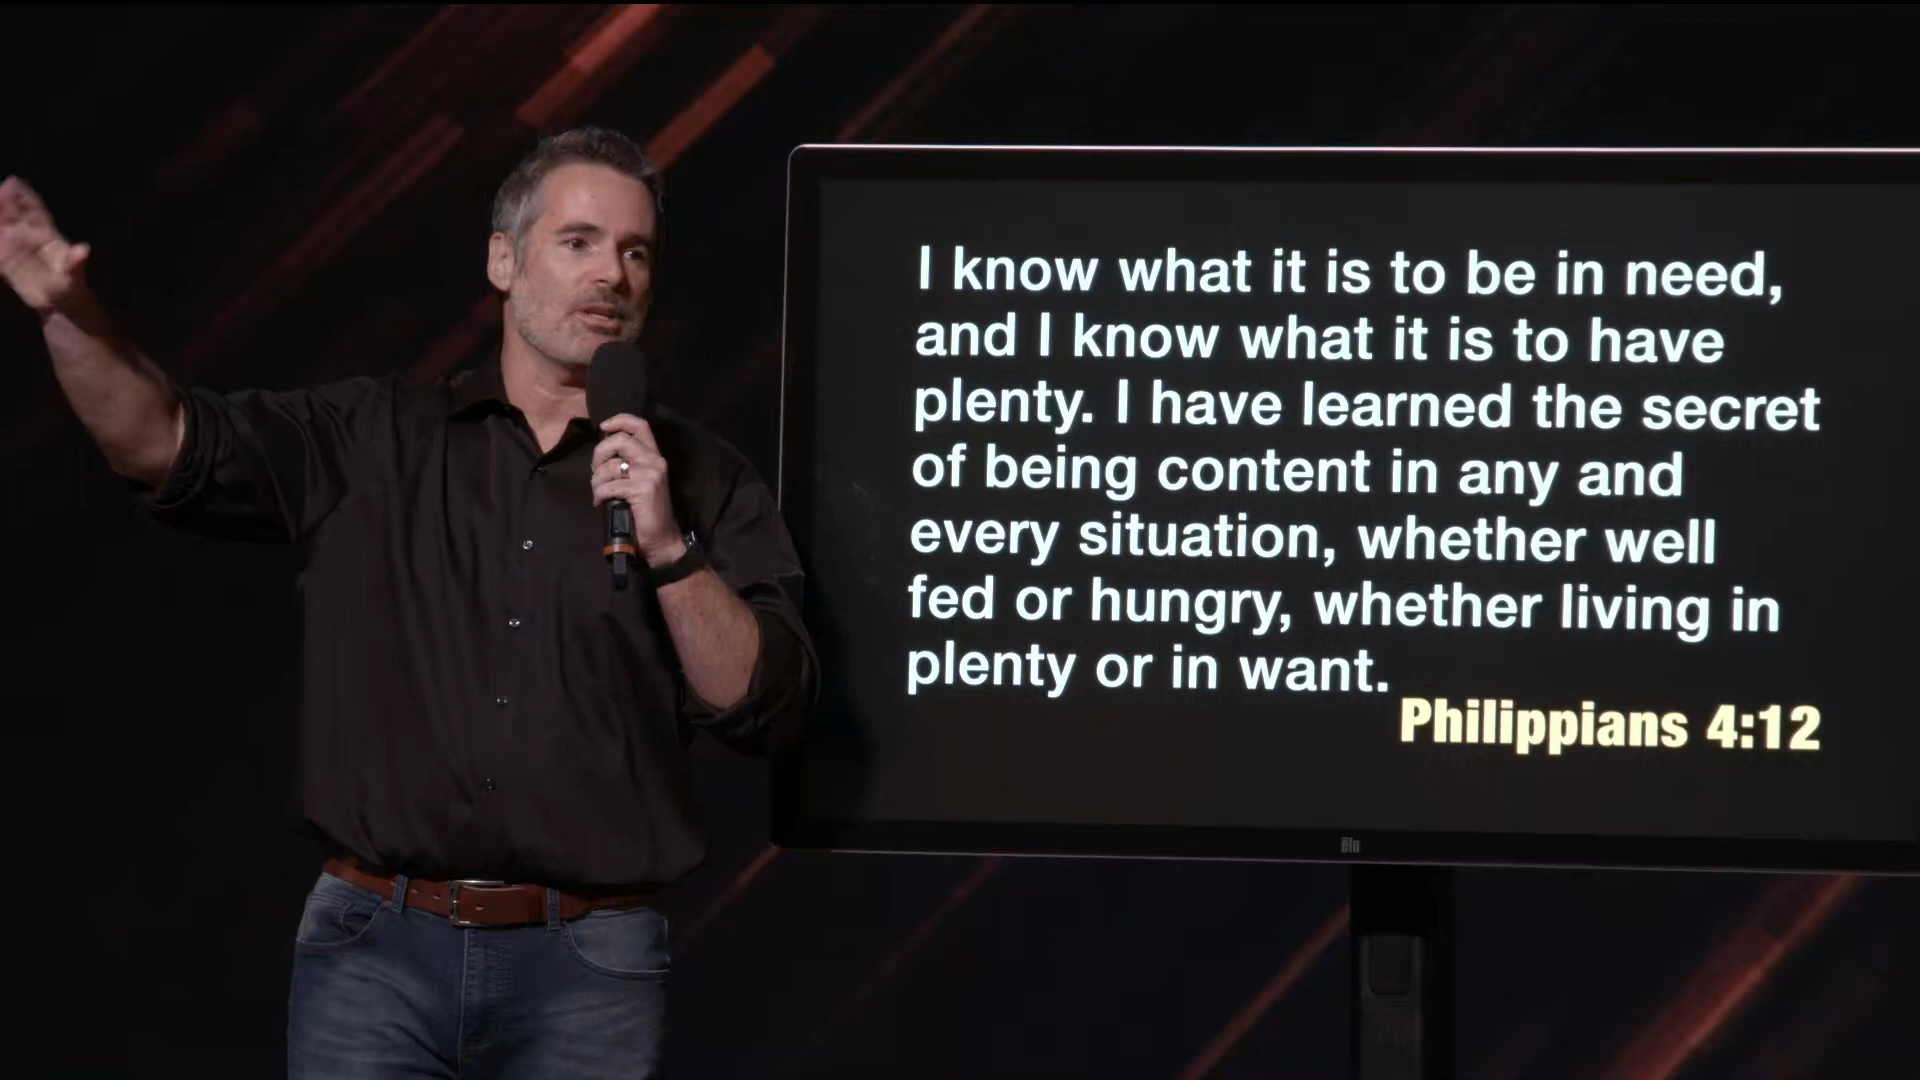 I know what it is to be in need,
and I know what it is to have
plenty. I have learned the secret
of being content in any and
every situation, whether well
fed or hungry, whether living in
plenty or in want.
Philippians 4:12
elo